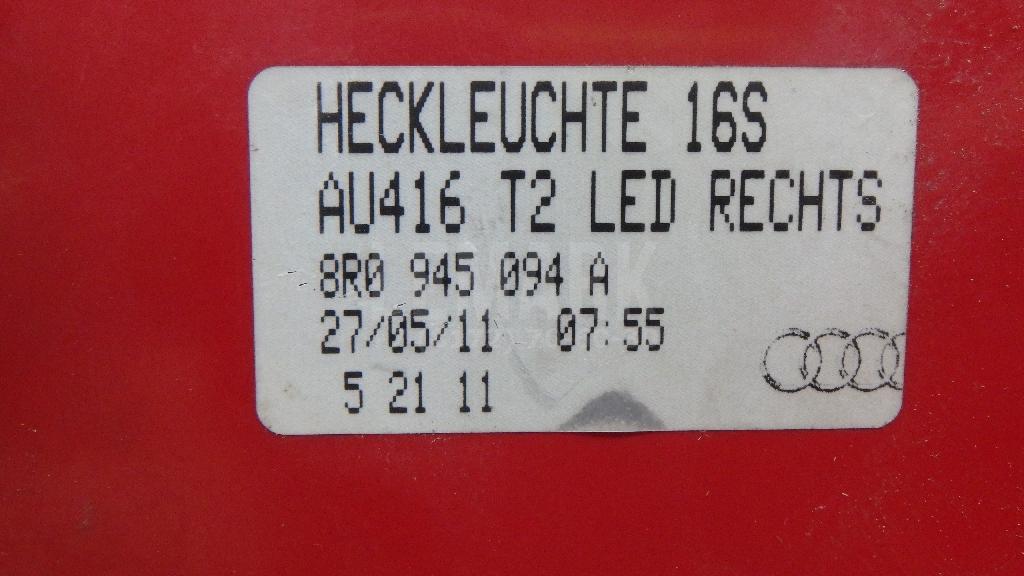 HECKLEUCHTE 16S
AU416 T2 LED RECHTS
8R0 945 094 A
27/05/11 07:55
5 21 11